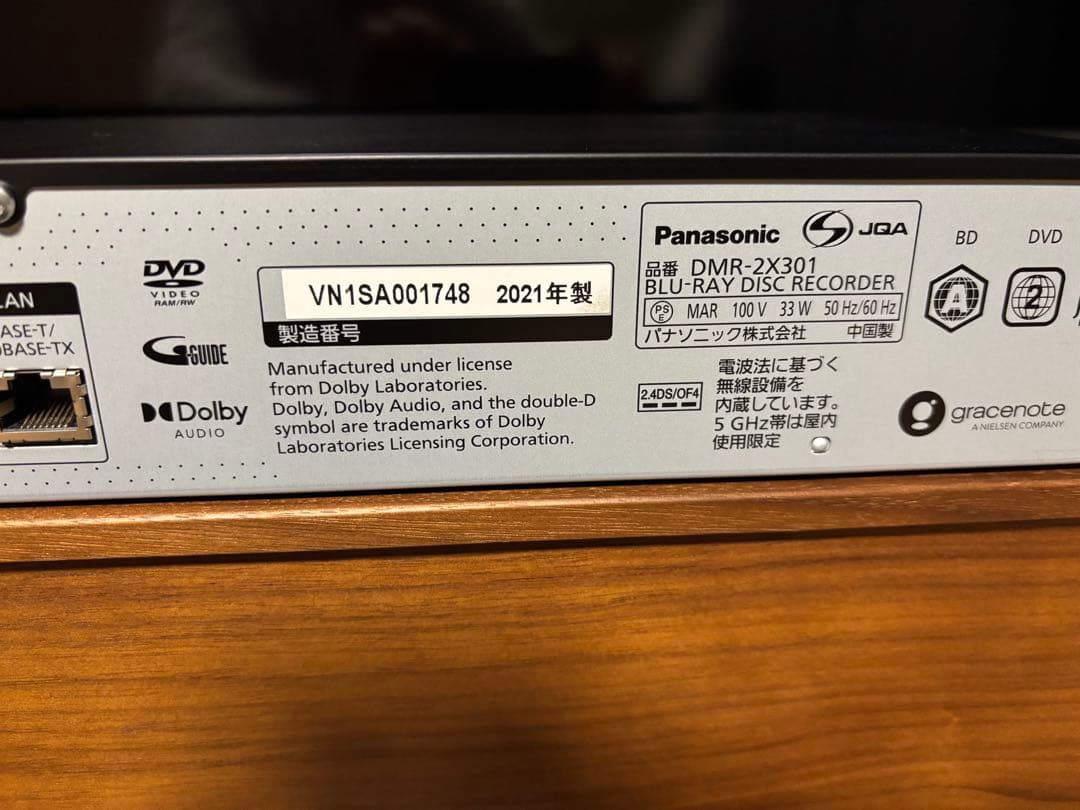 LAN
ASE-T/
BASE-TX
DVD
VIDEO
RAM/RW
G-GUIDE
Dolby
AUDIO
VN1SA001748 2021年製
製造番号
Manufactured under license
from Dolby Laboratories.
Dolby, Dolby Audio, and the double-D
symbol are trademarks of Dolby
Laboratories Licensing Corporation.
Panasonic JQA
品番 DMR-2X301
BLU-RAY DISC RECORDER
PSE MAR 100 V 33 W 50 Hz/60 Hz
パナソニック株式会社 中国製
2.4DS/OF4
電波法に基づく
無線設備を
内蔵しています。
5 GHz帯は屋内
使用限定
BD DVD
A 2
gracenote
A NIELSEN COMPANY